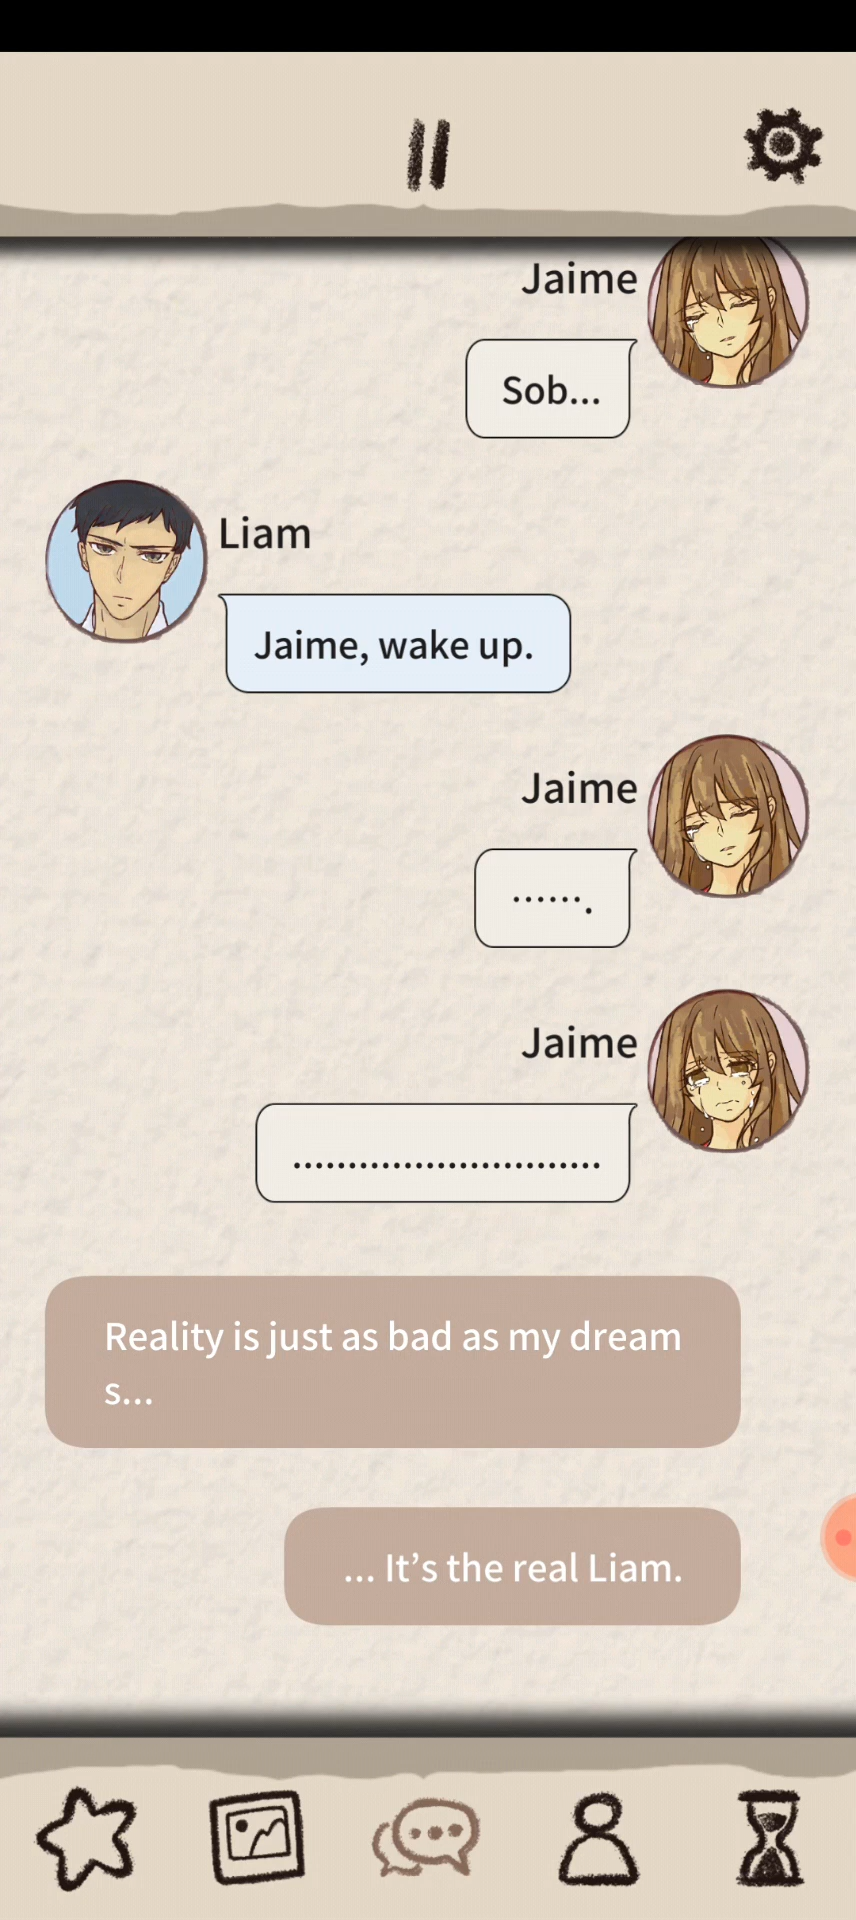 Jaime
Sob...
Liam
Jaime, wake up.
Jaime
·······.
Jaime
............................
Reality is just as bad as my dream
s...
... It’s the real Liam.